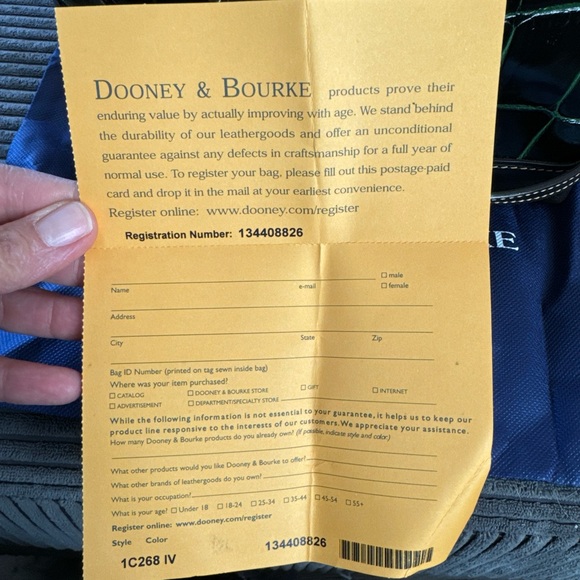 DOONEY & BOURKE products prove their
enduring value by actually improving with age. We stand behind
the durability of our leathergoods and offer an unconditional
guarantee against any defects in craftsmanship for a full year of
normal use. To register your bag, please fill out this postage-paid
card and drop it in the mail at your earliest convenience.
Register online: www.dooney.com/register
Registration Number: 134408826
KE
male
Name e-mail female
Address
City State Zip
Bag ID Number (printed on tag sewn inside bag)
Where was your item purchased?
CATALOG DOONEY & BOURKE STORE GIFT INTERNET
ADVERTISEMENT DEPARTMENT/SPECIALTY STORE
While the following information is not essential to your guarantee, it helps us to keep our
product line responsive to the interests of our customers. We appreciate your assistance.
How many Dooney & Bourke products do you already own? (If possible, indicate style and color)
What other products would you like Dooney & Bourke to offer?
What other brands of leathergoods do you own?
What is your occupation?
What is your age? Under 18 18-24 25-34 35-44 45-54 55+
Register online: www.dooney.com/register
Style Color
1C268 IV 134408826